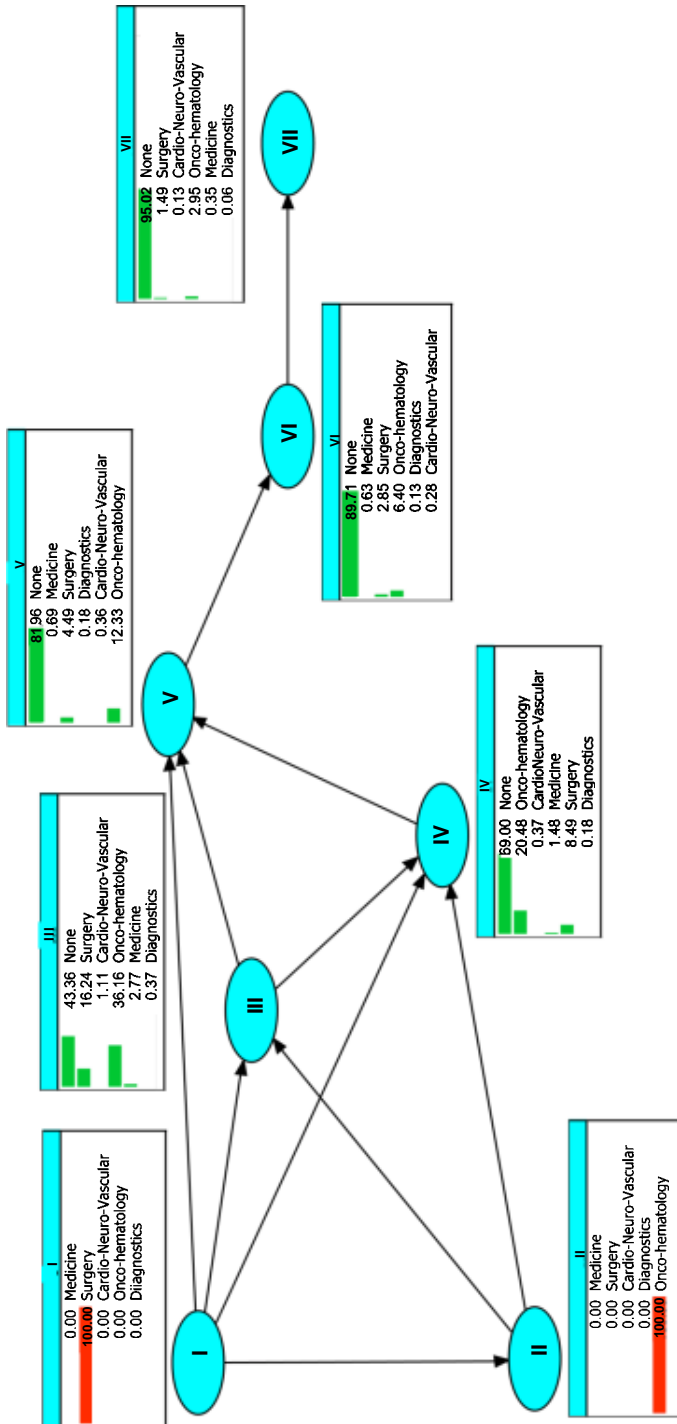 I
0.00 Medicine
100.00 Surgery
0.00 Cardio-Neuro-Vascular
0.00 Onco-hematology
0.00 Diiagnostics
III
43.36 None
16.24 Surgery
1.11 Cardio-Neuro-Vascular
36.16 Onco-hematology
2.77 Medicine
0.37 Diagnostics
V
81.96 None
0.69 Medicine
4.49 Surgery
0.18 Diagnostics
0.36 Cardio-Neuro-Vascular
12.33 Onco-hematology
VII
95.02 None
1.49 Surgery
0.13 Cardio-Neuro-Vascular
2.95 Onco-hematology
0.35 Medicine
0.06 Diagnostics
I
III
V
VI
VII
II
IV
II
0.00 Medicine
0.00 Surgery
0.00 Cardio-Neuro-Vascular
0.00 Diagnostics
100.00 Onco-hematology
IV
69.00 None
20.48 Onco-hematology
0.37 CardioNeuro-Vascular
1.48 Medicine
8.49 Surgery
0.18 Diagnostics
VI
89.71 None
0.63 Medicine
2.85 Surgery
6.40 Onco-hematology
0.13 Diagnostics
0.28 Cardio-Neuro-Vascular